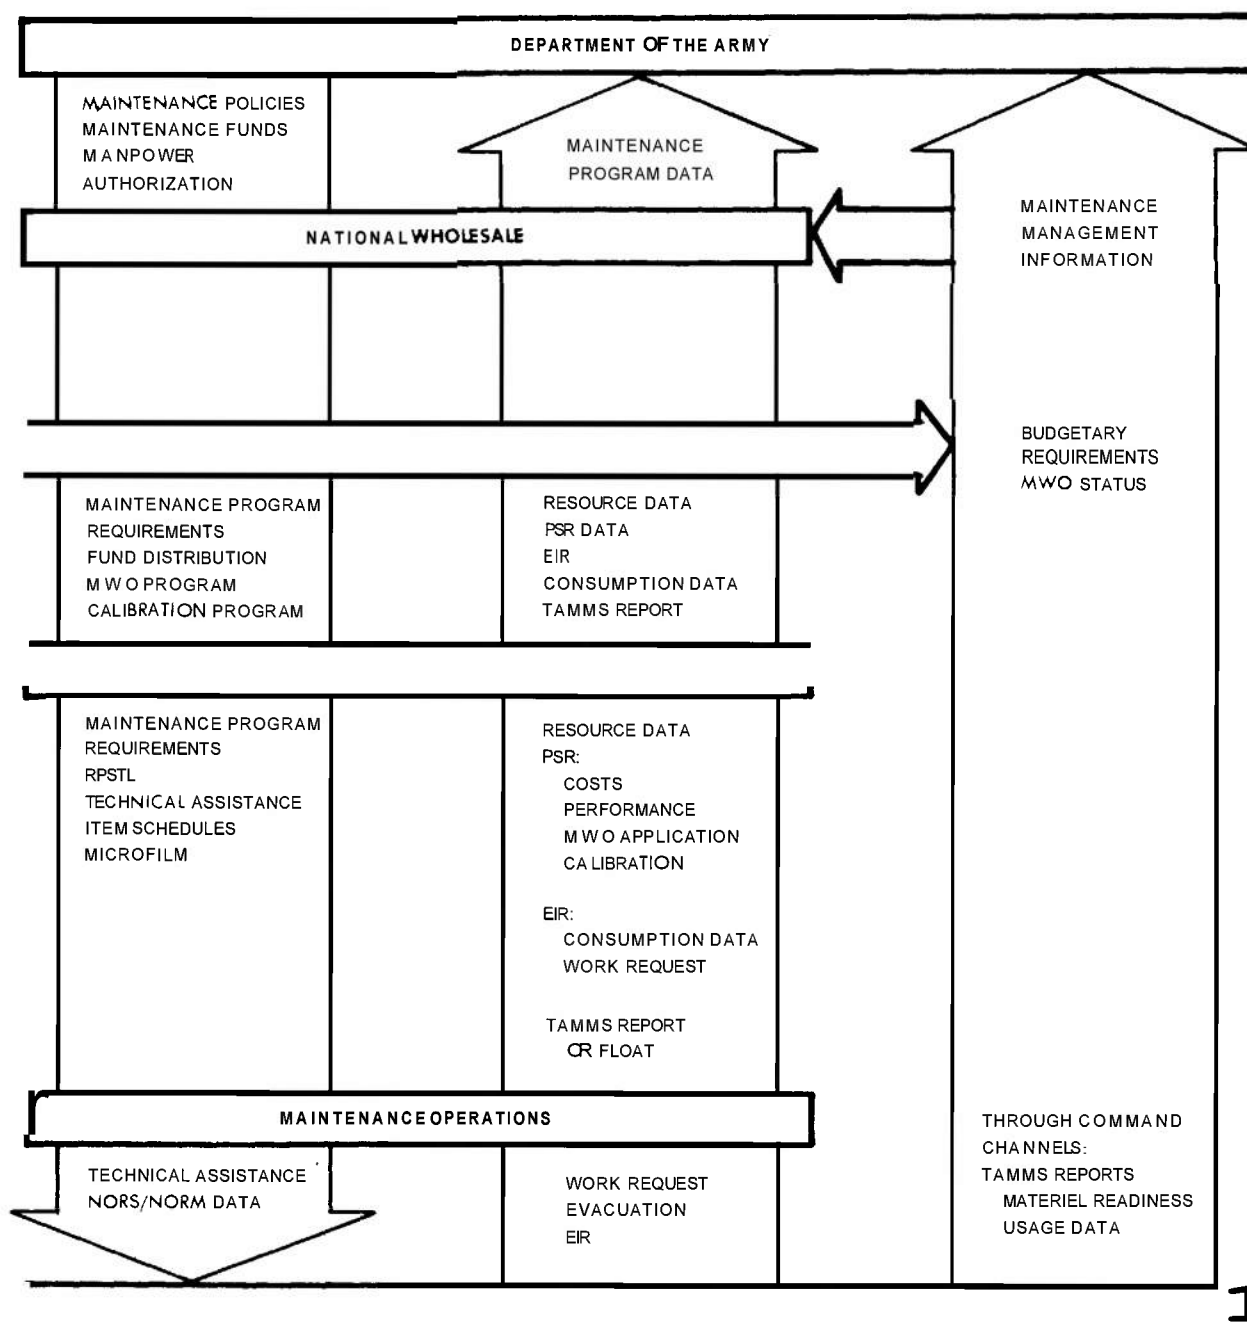 DEPARTMENT OF THE ARMY
MAINTENANCE POLICIES
MAINTENANCE FUNDS
MANPOWER
AUTHORIZATION
MAINTENANCE
PROGRAM DATA
MAINTENANCE
MANAGEMENT
INFORMATION
NATIONAL WHOLESALE
BUDGETARY
REQUIREMENTS
MWO STATUS
MAINTENANCE PROGRAM
REQUIREMENTS
FUND DISTRIBUTION
MWO PROGRAM
CALIBRATION PROGRAM
RESOURCE DATA
PSR DATA
EIR
CONSUMPTION DATA
TAMMS REPORT
MAINTENANCE PROGRAM
REQUIREMENTS
RPSTL
TECHNICAL ASSISTANCE
ITEM SCHEDULES
MICROFILM
RESOURCE DATA
PSR:
COSTS
PERFORMANCE
MWO APPLICATION
CALIBRATION
EIR:
CONSUMPTION DATA
WORK REQUEST
TAMMS REPORT
OR FLOAT
MAINTENANCE OPERATIONS
TECHNICAL ASSISTANCE
NORS/NORM DATA
WORK REQUEST
EVACUATION
EIR
THROUGH COMMAND
CHANNELS:
TAMMS REPORTS
MATERIEL READINESS
USAGE DATA